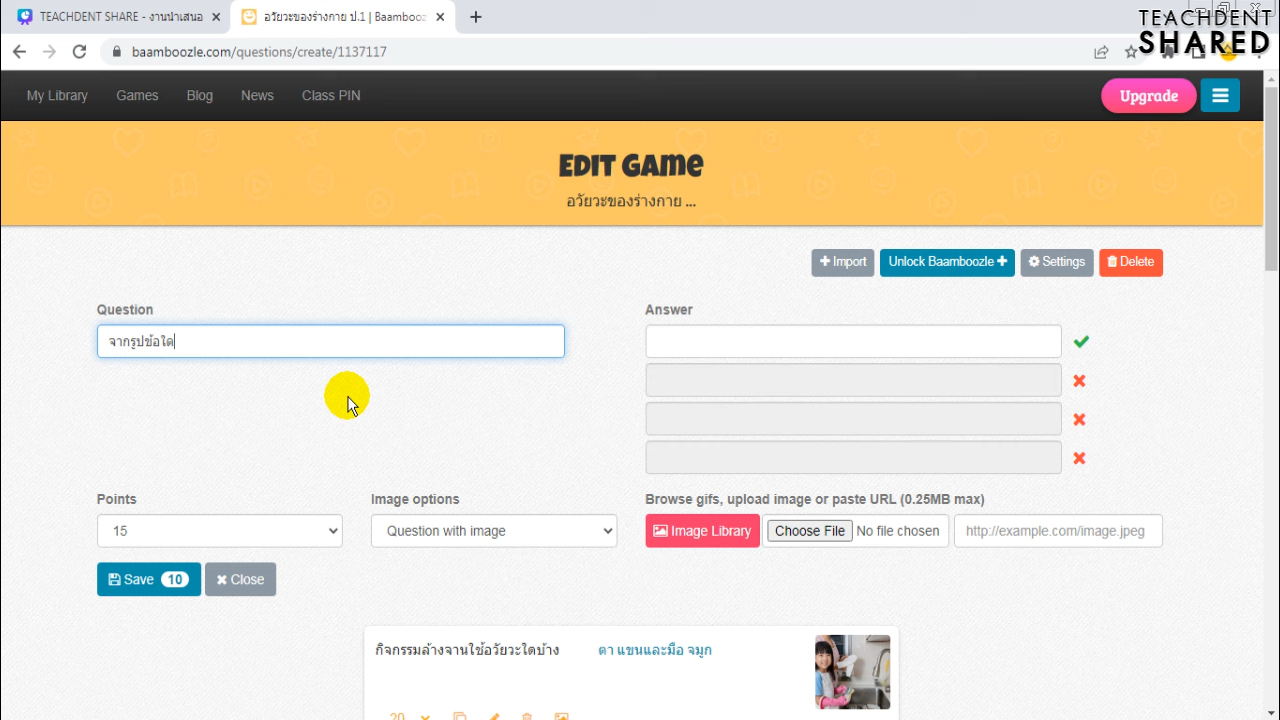 TEACHDENT SHARE - งานนำเสนอ
อวัยวะของร่างกาย ป.1 | Baambooz
TEACHDENT
SHARED
baamboozle.com/questions/create/1137117
My Library Games Blog News Class PIN Upgrade
EDIT GAME
อวัยวะของร่างกาย ...
Import Unlock Baamboozle Settings Delete
Question Answer
จากรูปข้อใด
Points Image options Browse gifs, upload image or paste URL (0.25MB max)
15 Question with image Image Library Choose File No file chosen http://example.com/image.jpeg
Save 10 Close
กิจกรรมล้างจานใช้อวัยวะใดบ้าง ตา แขนและมือ จมูก
20